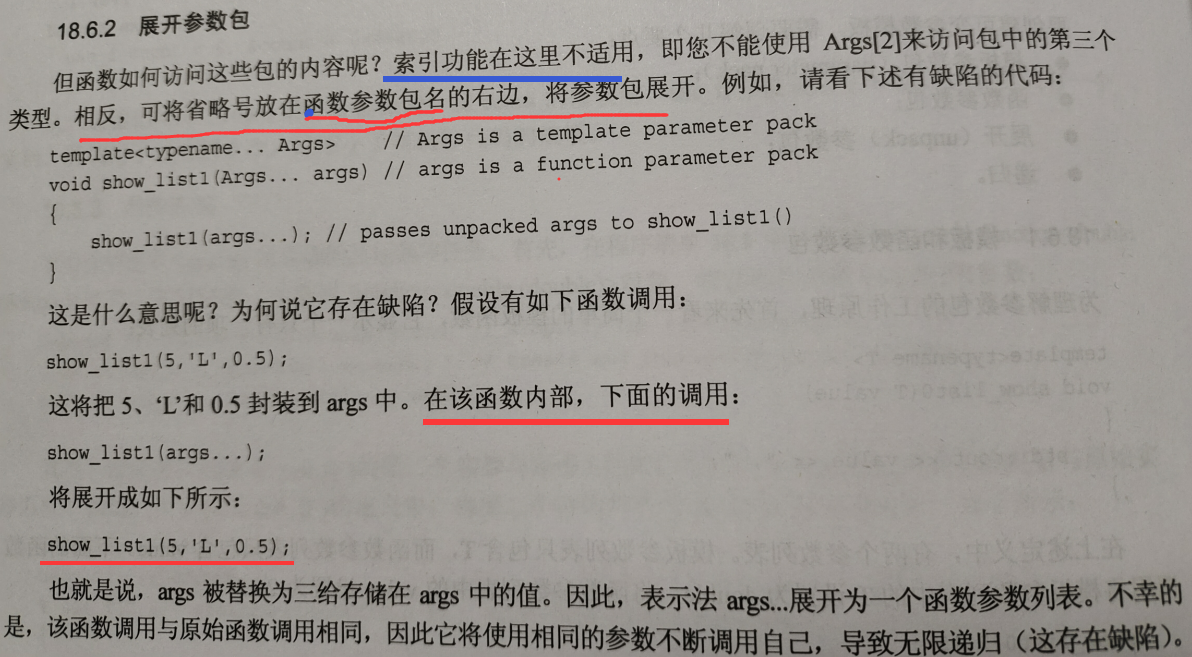 18.6.2 展开参数包
但函数如何访问这些包的内容呢？索引功能在这里不适用，即您不能使用 Args[2]来访问包中的第三个
类型。相反，可将省略号放在函数参数包名的右边，将参数包展开。例如，请看下述有缺陷的代码：
template<typename... Args> // Args is a template parameter pack
void show_list1(Args... args) // args is a function parameter pack
{
show_list1(args...); // passes unpacked args to show_list1()
}
这是什么意思呢？为何说它存在缺陷？假设有如下函数调用：
show_list1(5,'L',0.5);
这将把 5、‘L’和 0.5 封装到 args 中。在该函数内部，下面的调用：
show_list1(args...);
将展开成如下所示：
show_list1(5,'L',0.5);
也就是说，args 被替换为三给存储在 args 中的值。因此，表示法 args...展开为一个函数参数列表。不幸的
是，该函数调用与原始函数调用相同，因此它将使用相同的参数不断调用自己，导致无限递归（这存在缺陷）。